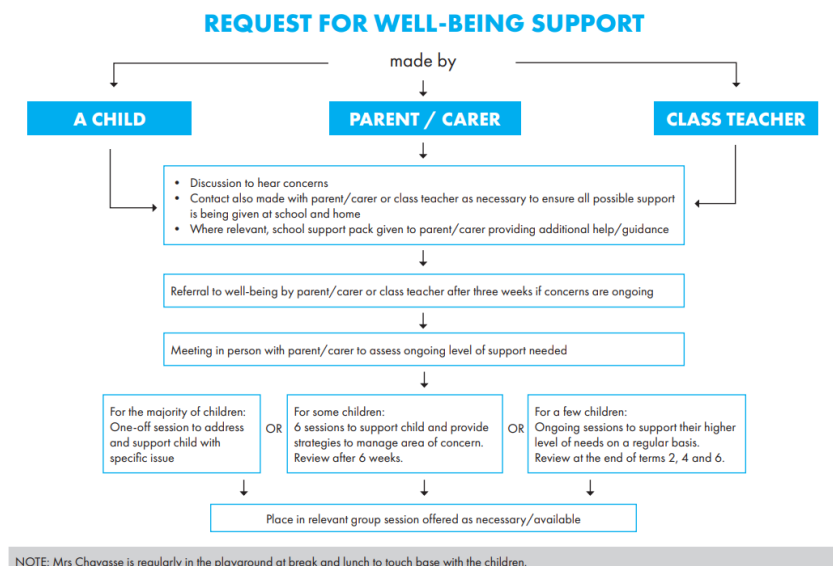 REQUEST FOR WELL-BEING SUPPORT
made by
A CHILD
PARENT / CARER
CLASS TEACHER
• Discussion to hear concerns
• Contact also made with parent/carer or class teacher as necessary to ensure all possible support
is being given at school and home
• Where relevant, school support pack given to parent/carer providing additional help/guidance
Referral to well-being by parent/carer or class teacher after three weeks if concerns are ongoing
Meeting in person with parent/carer to assess ongoing level of support needed
For the majority of children:
One-off session to address
and support child with
specific issue
OR
For some children:
6 sessions to support child and provide
strategies to manage area of concern.
Review after 6 weeks.
OR
For a few children:
Ongoing sessions to support their higher
level of needs on a regular basis.
Review at the end of terms 2, 4 and 6.
Place in relevant group session offered as necessary/available
NOTE: Mrs Chavasse is regularly in the playground at break and lunch to touch base with the children.